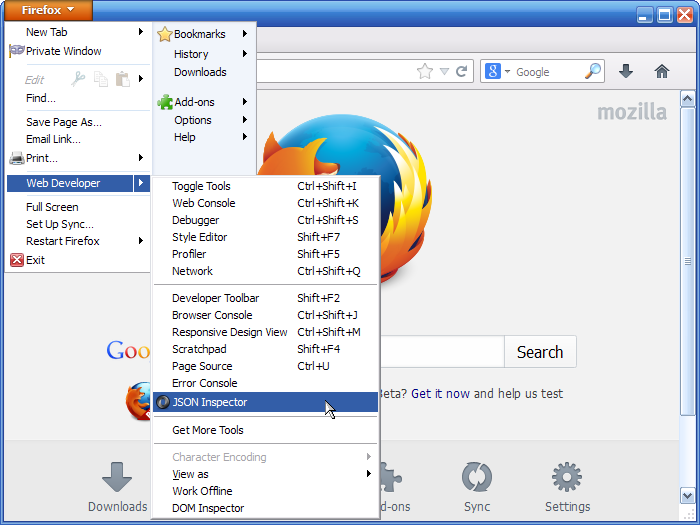 Firefox
New Tab
Private Window
Edit
Find...
Save Page As...
Email Link...
Print...
Web Developer
Full Screen
Set Up Sync...
Restart Firefox
Exit
Bookmarks
History
Downloads
Add-ons
Options
Help
Toggle Tools Ctrl+Shift+I
Web Console Ctrl+Shift+K
Debugger Ctrl+Shift+S
Style Editor Shift+F7
Profiler Shift+F5
Network Ctrl+Shift+Q
Developer Toolbar Shift+F2
Browser Console Ctrl+Shift+J
Responsive Design View Ctrl+Shift+M
Scratchpad Shift+F4
Page Source Ctrl+U
Error Console
JSON Inspector
Get More Tools
Character Encoding
View as
Work Offline
DOM Inspector
8 Google
mozilla
Goo
Search
Beta? Get it now and help us test
Downloads
d-ons
Sync
Settings